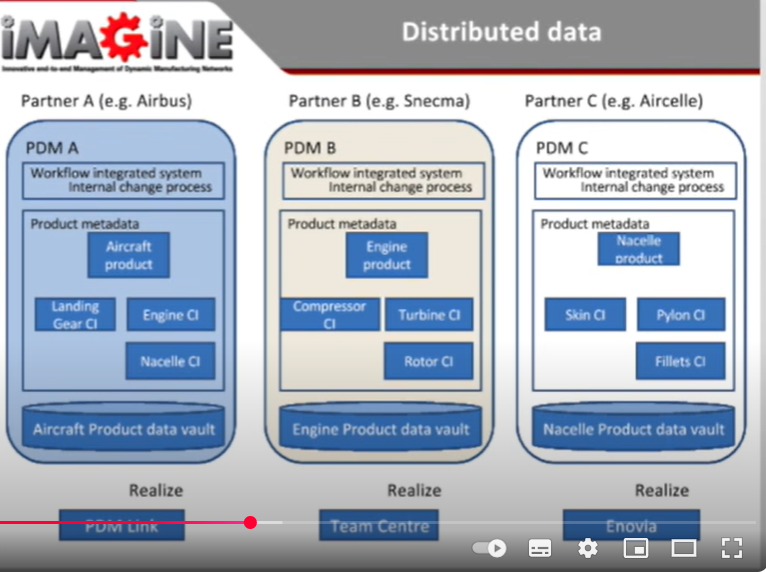 iMAGiNE
Innovative end-to-end Management of Dynamic Manufacturing Networks
Distributed data
Partner A (e.g. Airbus)
PDM A
Workflow integrated system
Internal change process
Product metadata
Aircraft
product
Landing
Gear CI
Engine CI
Nacelle CI
Aircraft Product data vault
Realize
PDM Link
Partner B (e.g. Snecma)
PDM B
Workflow integrated system
Internal change process
Product metadata
Engine
product
Compressor
CI
Turbine CI
Rotor CI
Engine Product data vault
Realize
Team Centre
Partner C (e.g. Aircelle)
PDM C
Workflow integrated system
Internal change process
Product metadata
Nacelle
product
Skin CI
Pylon CI
Fillets CI
Nacelle Product data vault
Realize
Enovia